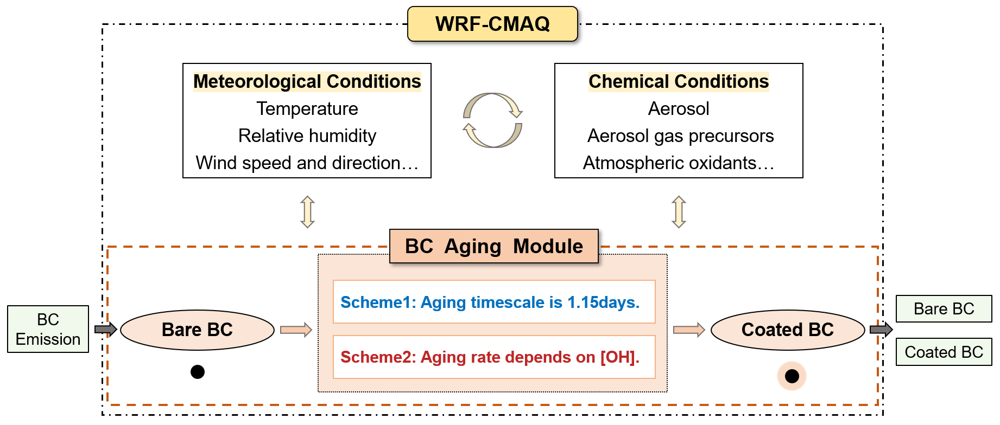 WRF-CMAQ
Meteorological Conditions
Temperature
Relative humidity
Wind speed and direction…
Chemical Conditions
Aerosol
Aerosol gas precursors
Atmospheric oxidants…
BC Aging Module
BC
Emission
Bare BC
Scheme1: Aging timescale is 1.15days.
Scheme2: Aging rate depends on [OH].
Coated BC
Bare BC
Coated BC